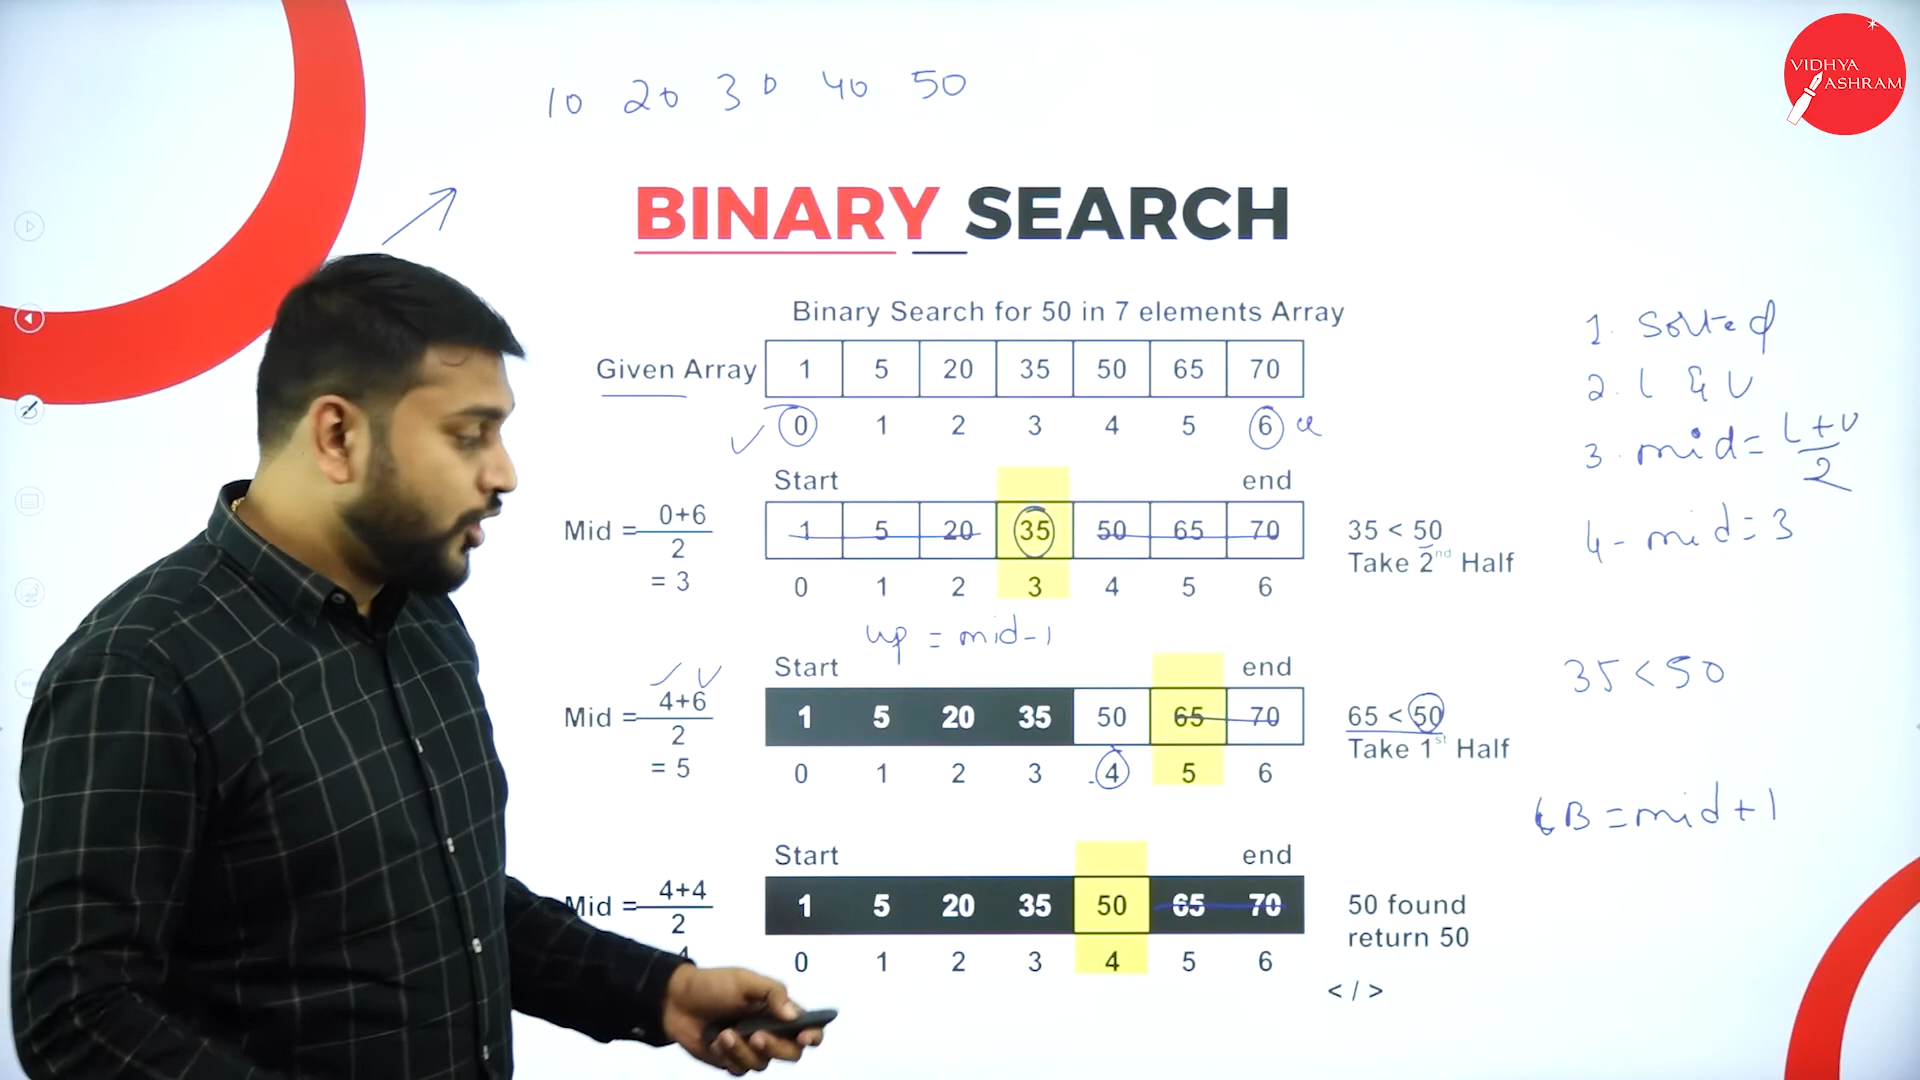 VIDHYA
ASHRAM
10 20 30 40 50
BINARY SEARCH
Binary Search for 50 in 7 elements Array
Given Array 1 5 20 35 50 65 70
0 1 2 3 4 5 6 u
Start end
Mid = 0+6 / 2 = 3
1 5 20 35 50 65 70
0 1 2 3 4 5 6
35 < 50
Take 2nd Half
up = mid-1
Start end
Mid = 4+6 / 2 = 5
1 5 20 35 50 65 70
0 1 2 3 4 5 6
65 < 50
Take 1st Half
Start end
Mid = 4+4 / 2
4
1 5 20 35 50 65 70
0 1 2 3 4 5 6
50 found
return 50
< / >
1. Sorted
2. L & U
3. mid = L+U / 2
4- mid = 3
35 < 50
LB = mid + 1